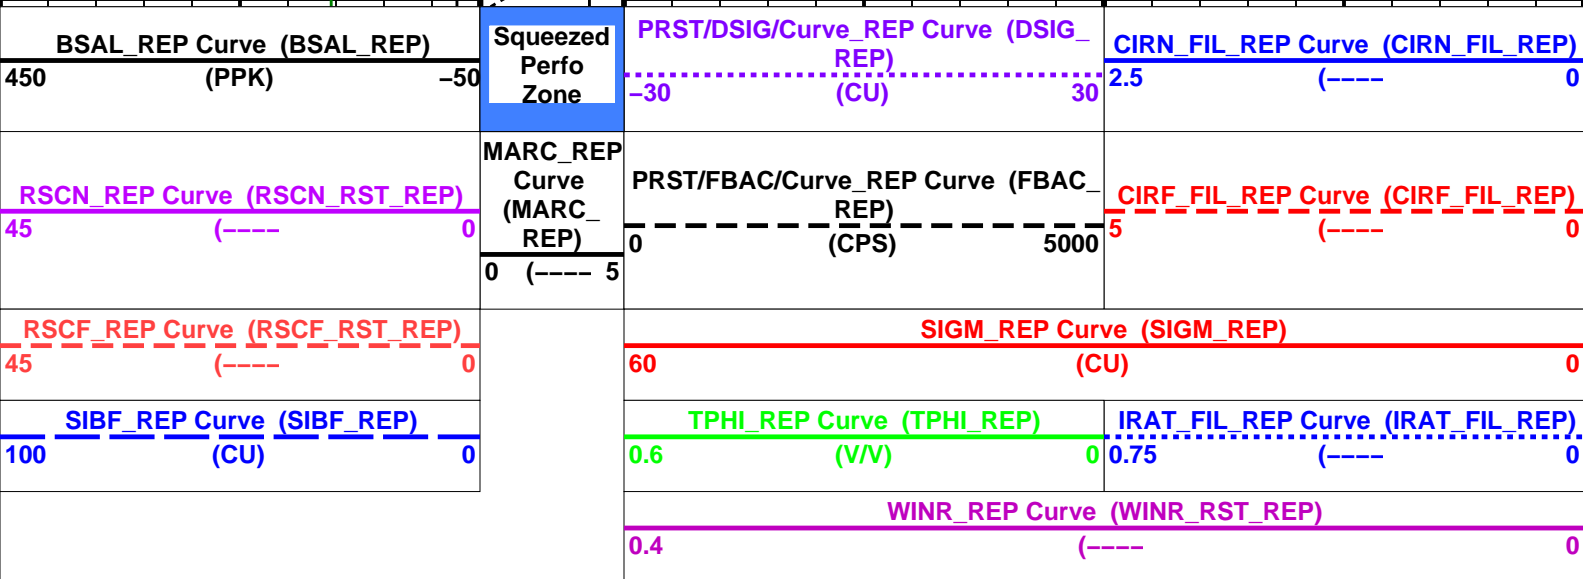 BSAL_REP Curve (BSAL_REP)
450 (PPK) −50
Squeezed
Perfo
Zone
PRST/DSIG/Curve_REP Curve (DSIG_
REP)
−30 (CU) 30
CIRN_FIL_REP Curve (CIRN_FIL_REP)
2.5 (−−−− 0
RSCN_REP Curve (RSCN_RST_REP)
45 (−−−− 0
MARC_REP
Curve
(MARC_
REP)
0 (−−−− 5
PRST/FBAC/Curve_REP Curve (FBAC_
REP)
0 (CPS) 5000
CIRF_FIL_REP Curve (CIRF_FIL_REP)
5 (−−−− 0
RSCF_REP Curve (RSCF_RST_REP)
45 (−−−− 0
SIGM_REP Curve (SIGM_REP)
60 (CU) 0
SIBF_REP Curve (SIBF_REP)
100 (CU) 0
TPHI_REP Curve (TPHI_REP)
0.6 (V/V) 0
IRAT_FIL_REP Curve (IRAT_FIL_REP)
0.75 (−−−− 0
WINR_REP Curve (WINR_RST_REP)
0.4 (−−−− 0